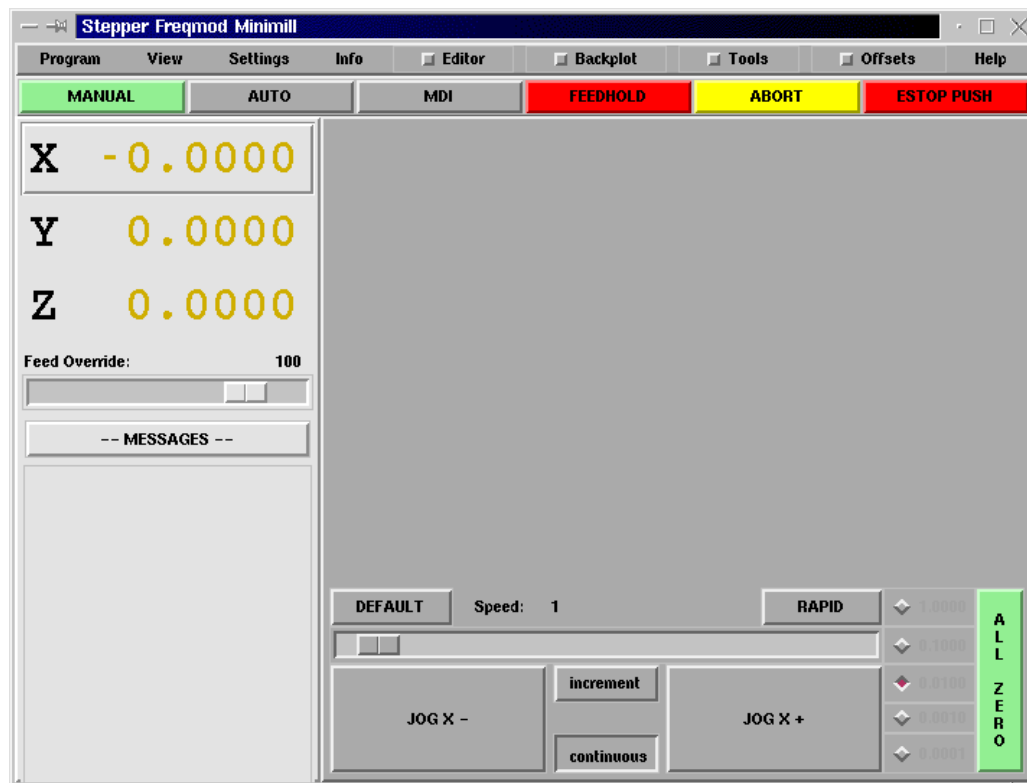 Stepper Freqmod Minimill
Program View Settings Info Editor Backplot Tools Offsets Help
MANUAL AUTO MDI FEEDHOLD ABORT ESTOP PUSH
X -0.0000
Y 0.0000
Z 0.0000
Feed Override: 100
-- MESSAGES --
DEFAULT Speed: 1 RAPID
1.0000
0.1000
0.0100
0.0010
0.0001
increment
JOG X - JOG X +
continuous
ALL ZERO